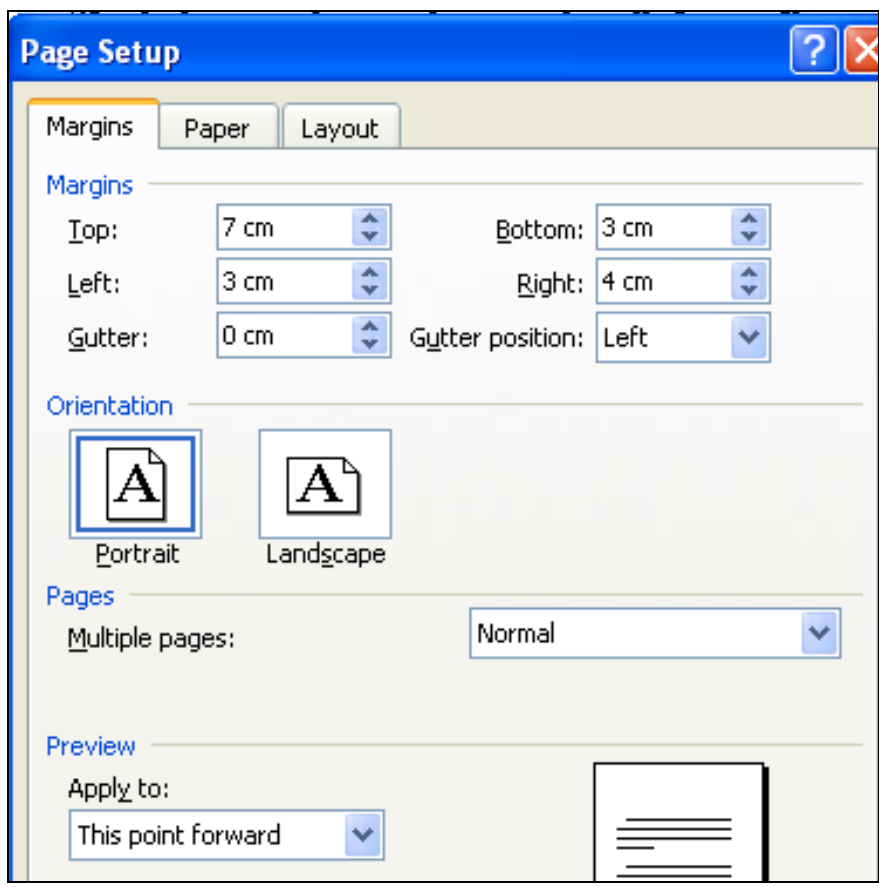 Page Setup
Margins Paper Layout
Margins
Top: 7 cm Bottom: 3 cm
Left: 3 cm Right: 4 cm
Gutter: 0 cm Gutter position: Left
Orientation
A A
Portrait Landscape
Pages
Multiple pages: Normal
Preview
Apply to:
This point forward